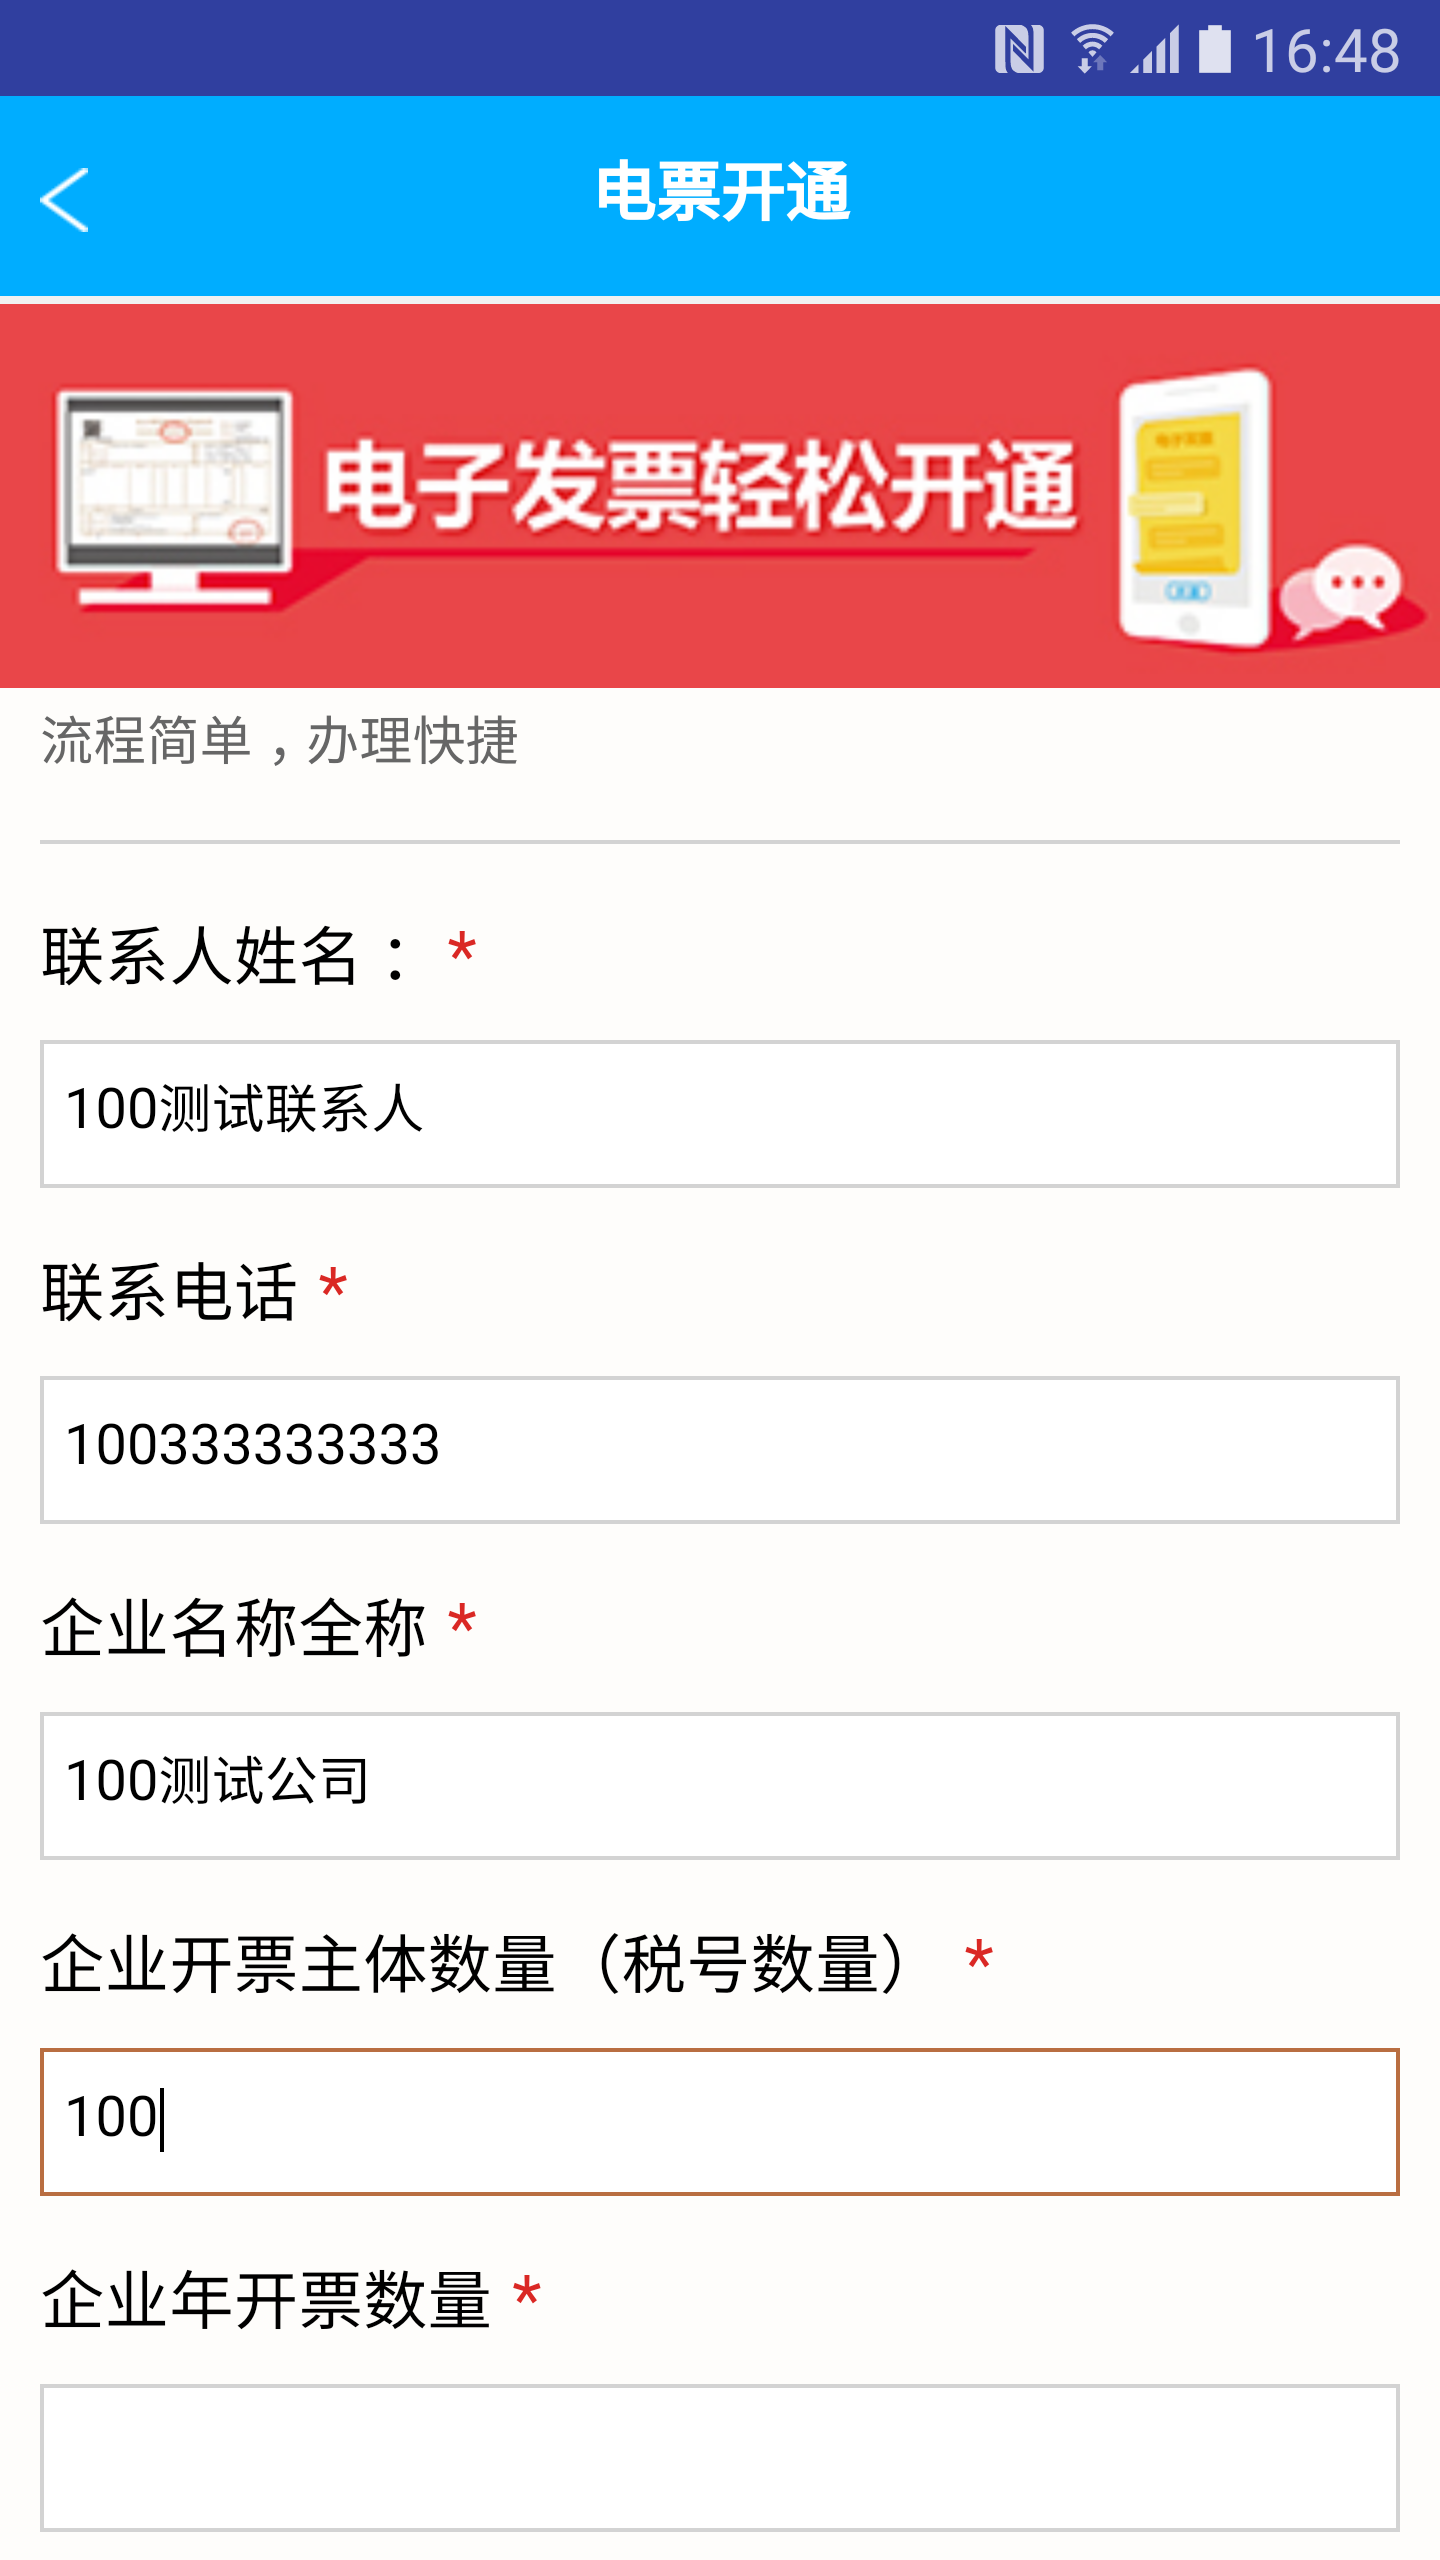 16:48
电票开通
电子发票轻松开通
流程简单，办理快捷
联系人姓名： *
100测试联系人
联系电话 *
100333333333
企业名称全称 *
100测试公司
企业开票主体数量（税号数量） *
100
企业年开票数量 *